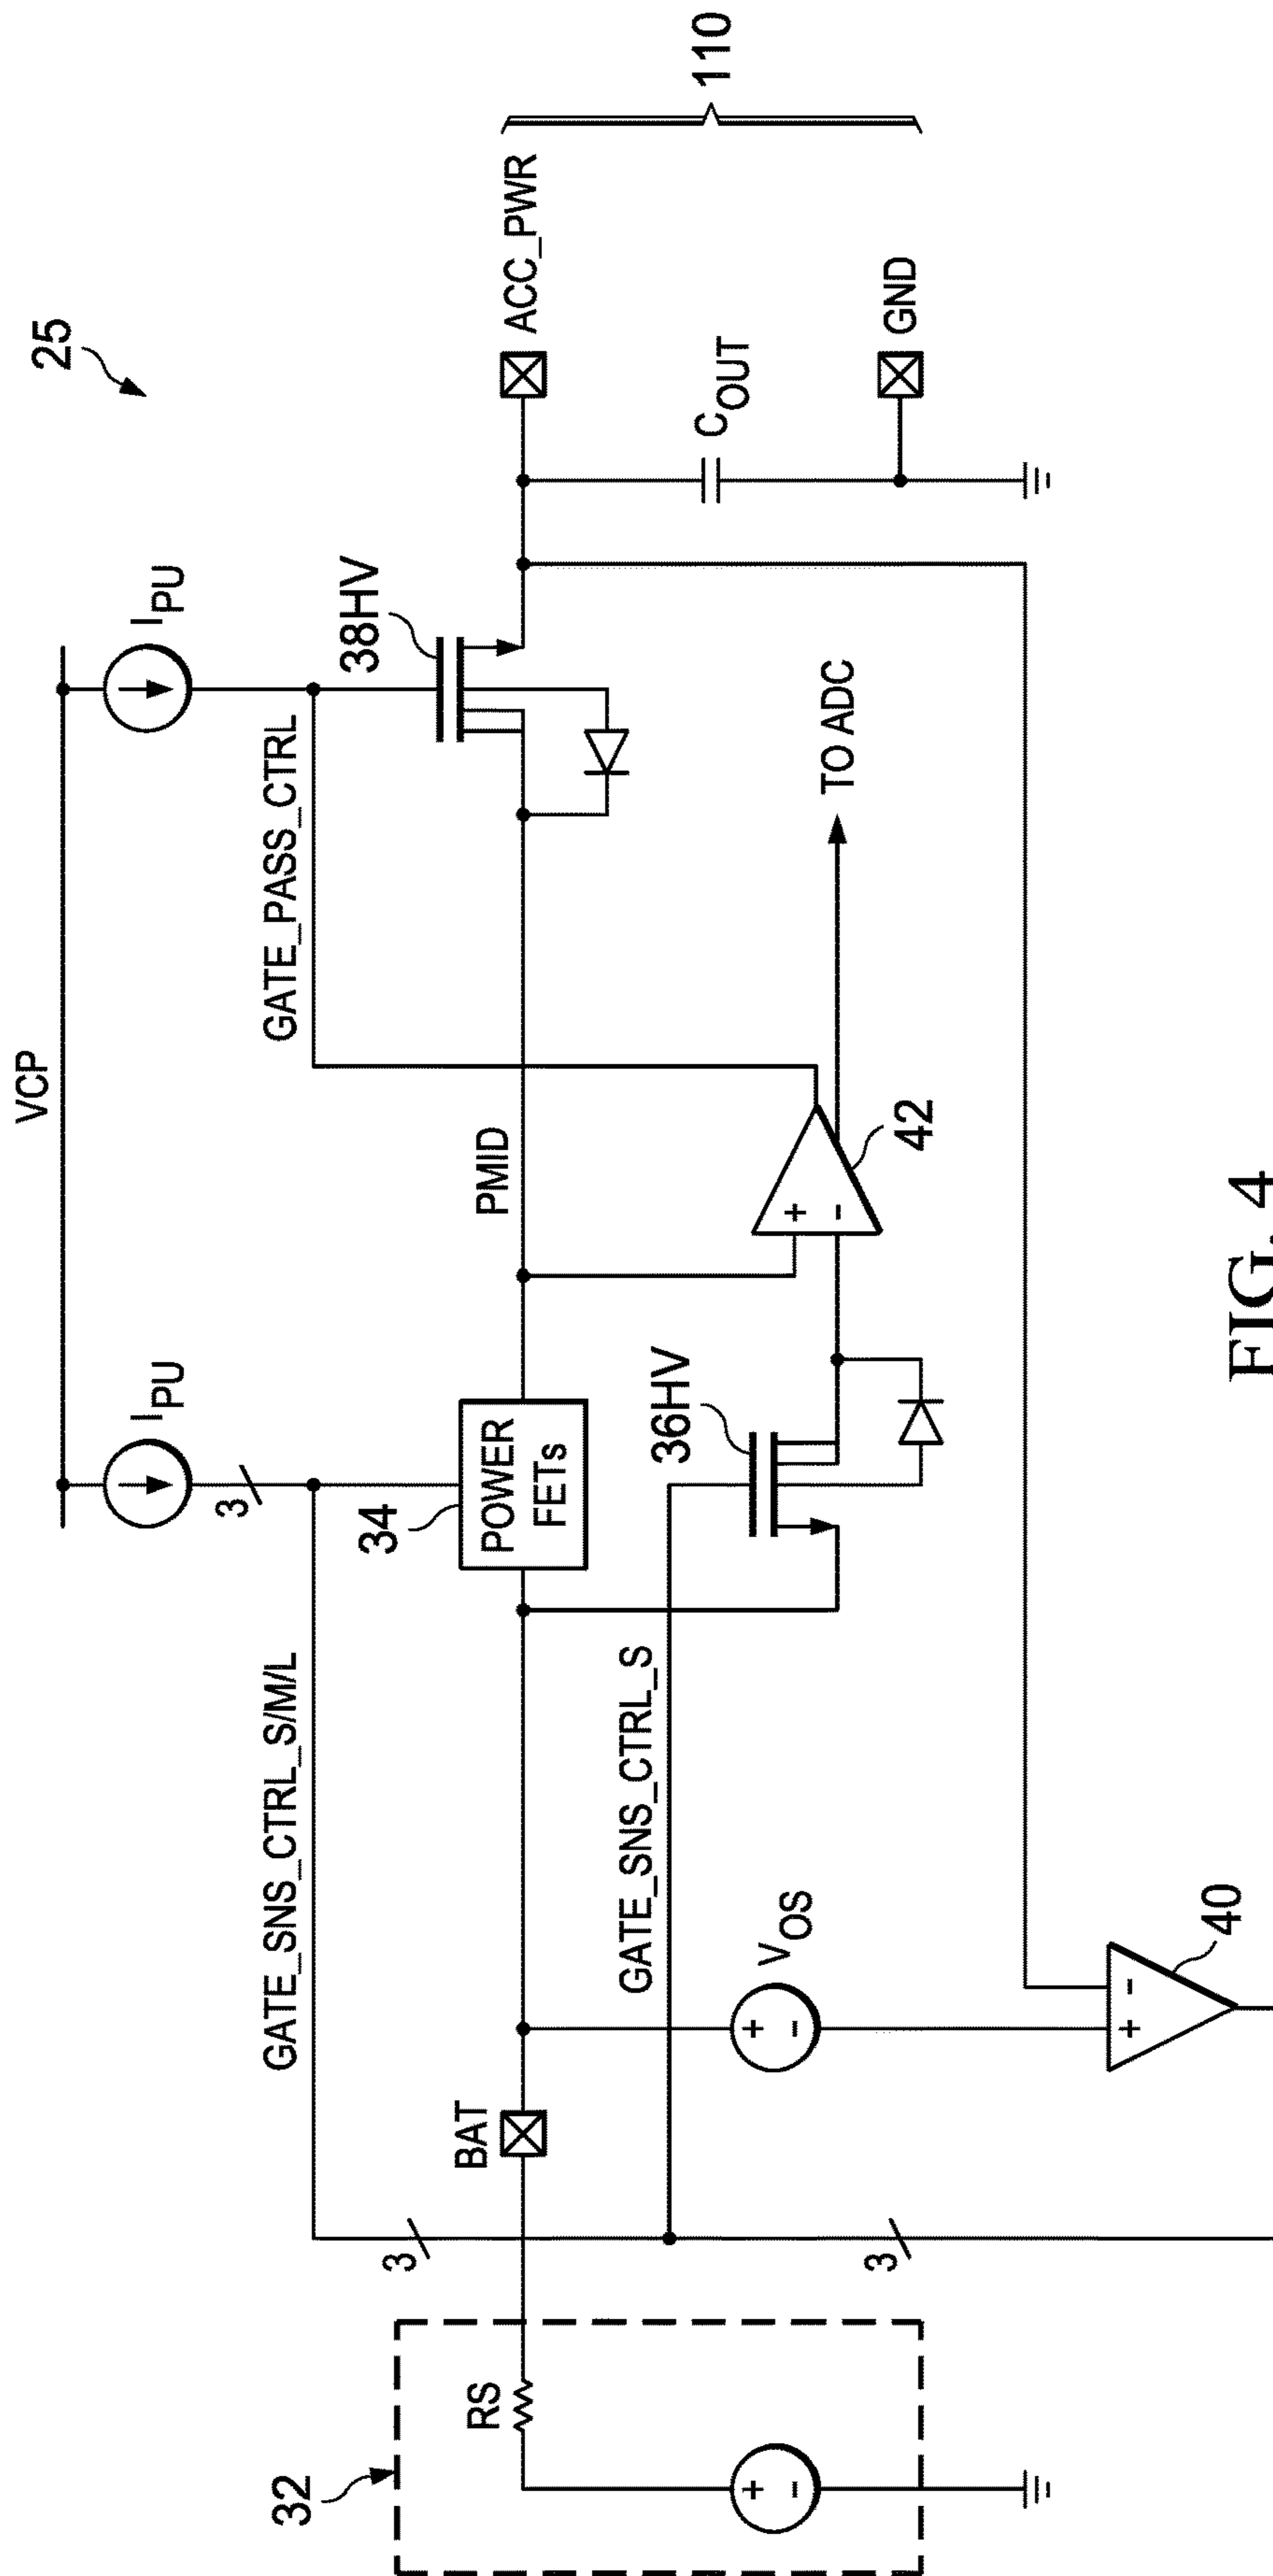 25
VCP
I_PU
I_PU
3
GATE_SNS_CTRL_S/M/L
GATE_PASS_CTRL
38HV
34
32
3
RS
BAT
POWER
FETs
PMID
ACC_PWR
110
GATE_SNS_CTRL_S
36HV
+
-
V_OS
+
-
+
-
42
TO ADC
C_OUT
GND
3
+
-
40
FIG. 4